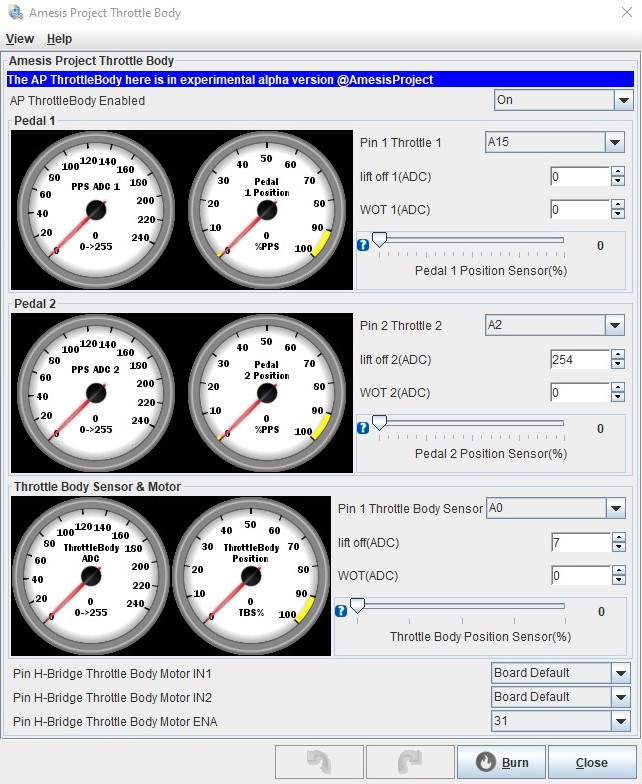 Amesis Project Throttle Body
View Help
Amesis Project Throttle Body
The AP ThrottleBody here is in experimental alpha version @AmesisProject
AP ThrottleBody Enabled
On
Pedal 1
0 20 40 60 80 100 120 140 160 180 200 220 240
PPS ADC 1
0
0->255
0 10 20 30 40 50 60 70 80 90 100
Pedal
1 Position
0
%PPS
Pin 1 Throttle 1
A15
lift off 1(ADC)
0
WOT 1(ADC)
0
?
0
Pedal 1 Position Sensor(%)
Pedal 2
0 20 40 60 80 100 120 140 160 180 200 220 240
PPS ADC 2
0
0->255
0 10 20 30 40 50 60 70 80 90 100
Pedal
2 Position
0
%PPS
Pin 2 Throttle 2
A2
lift off 2(ADC)
254
WOT 2(ADC)
0
?
0
Pedal 2 Position Sensor(%)
Throttle Body Sensor & Motor
0 20 40 60 80 100 120 140 160 180 200 220 240
ThrottleBody
ADC
0
0->255
0 10 20 30 40 50 60 70 80 90 100
ThrottleBody
Position
0
TBS%
Pin 1 Throttle Body Sensor
A0
lift off(ADC)
7
WOT(ADC)
0
?
0
Throttle Body Position Sensor(%)
Pin H-Bridge Throttle Body Motor IN1
Board Default
Pin H-Bridge Throttle Body Motor IN2
Board Default
Pin H-Bridge Throttle Body Motor ENA
31
Burn
Close